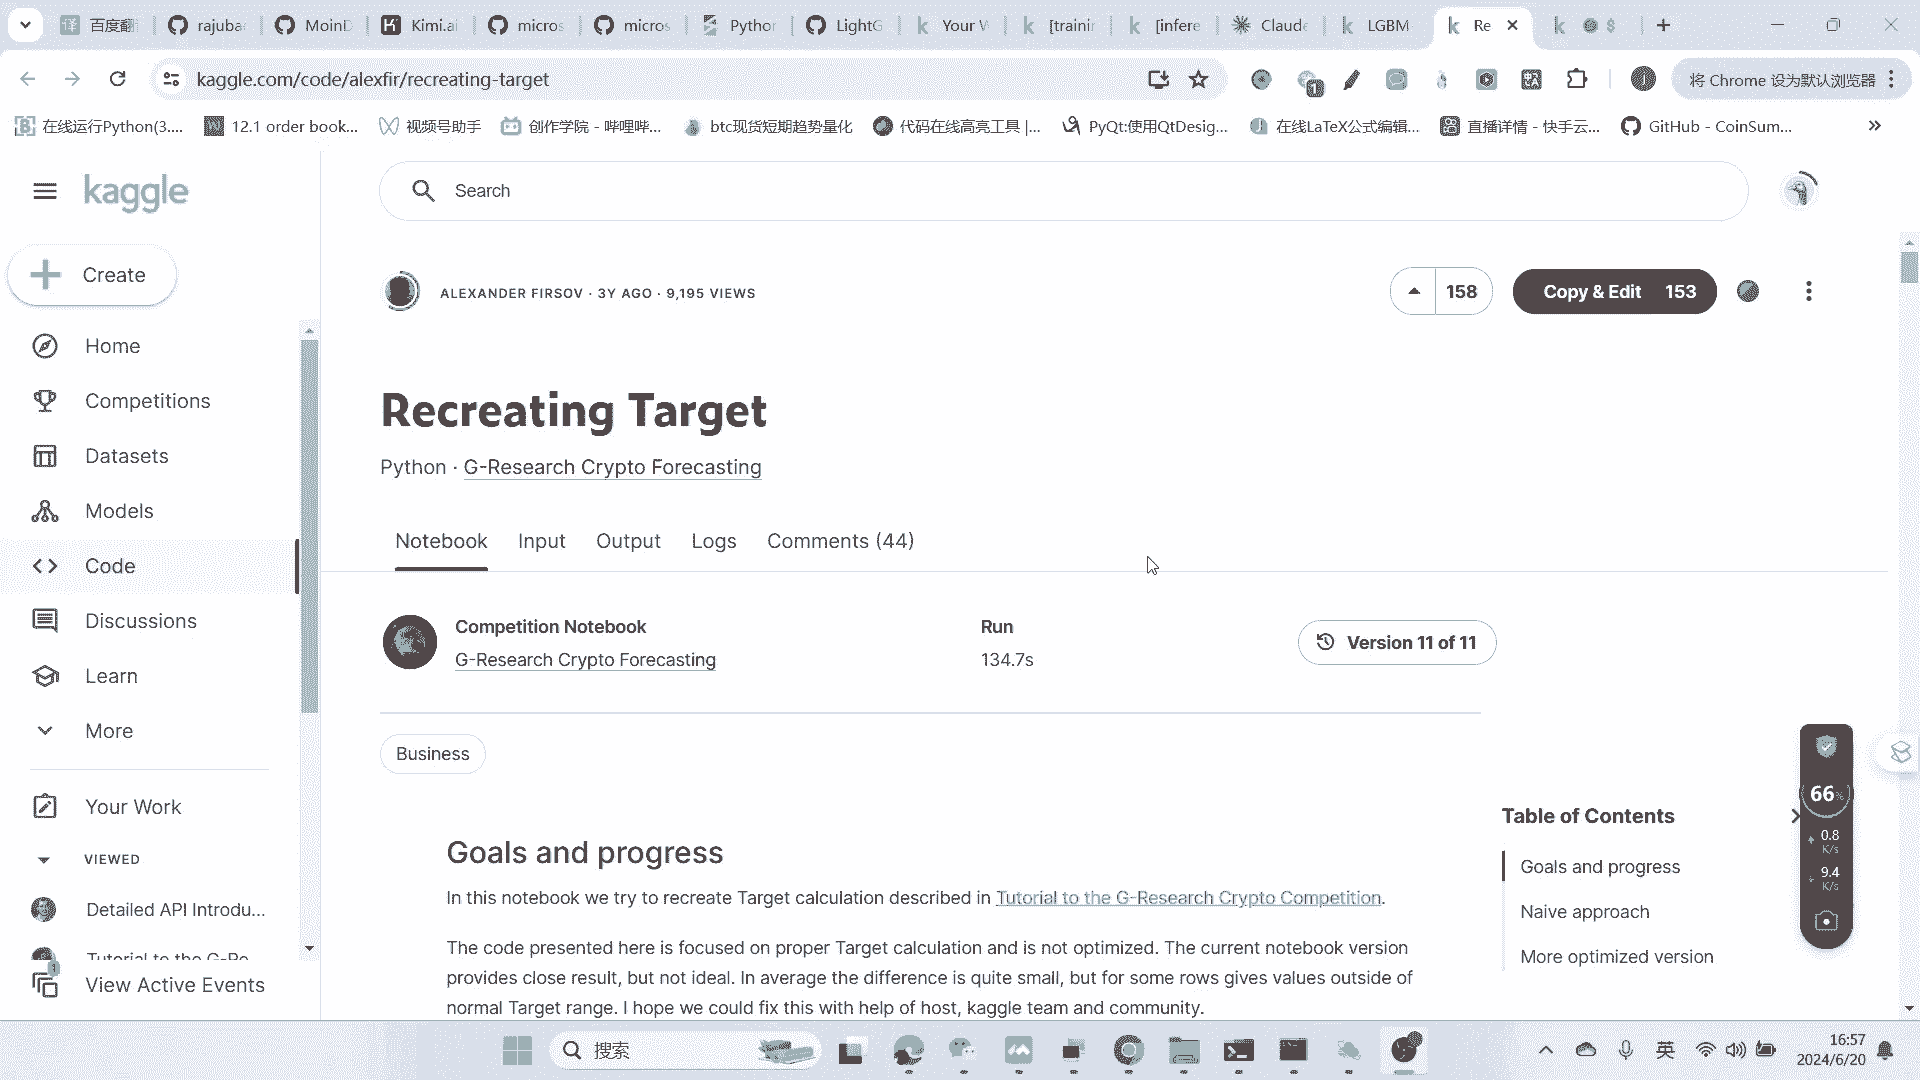 百度翻
rajuba
MoinD
Kimi.ai
micros
micros
Python
LightG
Your W
[trainin
[infere
Claude
LGBM
Re
kaggle.com/code/alexfir/recreating-target
将 Chrome 设为默认浏览器
在线运行Python(3....
12.1 order book...
视频号助手
创作学院 - 哔哩哔...
btc现货短期趋势量化
代码在线高亮工具 |...
PyQt:使用QtDesig...
在线LaTeX公式编辑...
直播详情 - 快手云...
GitHub - CoinSum...
kaggle
Search
Create
Home
Competitions
Datasets
Models
Code
Discussions
Learn
More
Your Work
VIEWED
Detailed API Introdu...
Tutorial to the G-Re
View Active Events
ALEXANDER FIRSOV · 3Y AGO · 9,195 VIEWS
158
Copy & Edit 153
Recreating Target
Python · G-Research Crypto Forecasting
Notebook Input Output Logs Comments (44)
Competition Notebook
G-Research Crypto Forecasting
Run
134.7s
Version 11 of 11
Business
Goals and progress
In this notebook we try to recreate Target calculation described in Tutorial to the G-Research Crypto Competition.
The code presented here is focused on proper Target calculation and is not optimized. The current notebook version
provides close result, but not ideal. In average the difference is quite small, but for some rows gives values outside of
normal Target range. I hope we could fix this with help of host, kaggle team and community.
Table of Contents
Goals and progress
Naive approach
More optimized version
66%
0.8
K/s
9.4
K/s
搜索
英
16:57
2024/6/20